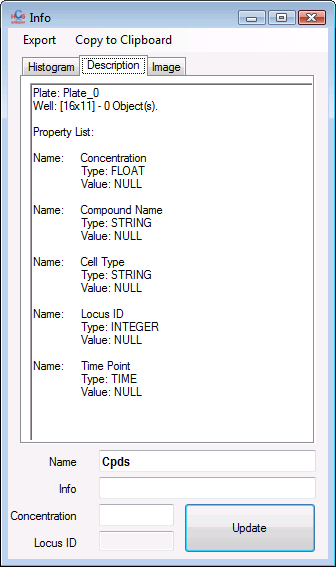 Info
Export Copy to Clipboard
Histogram Description Image
Plate: Plate_0
Well: [16x11] - 0 Object(s).
Property List:
Name: Concentration
Type: FLOAT
Value: NULL
Name: Compound Name
Type: STRING
Value: NULL
Name: Cell Type
Type: STRING
Value: NULL
Name: Locus ID
Type: INTEGER
Value: NULL
Name: Time Point
Type: TIME
Value: NULL
Name Cpds
Info
Concentration
Update
Locus ID